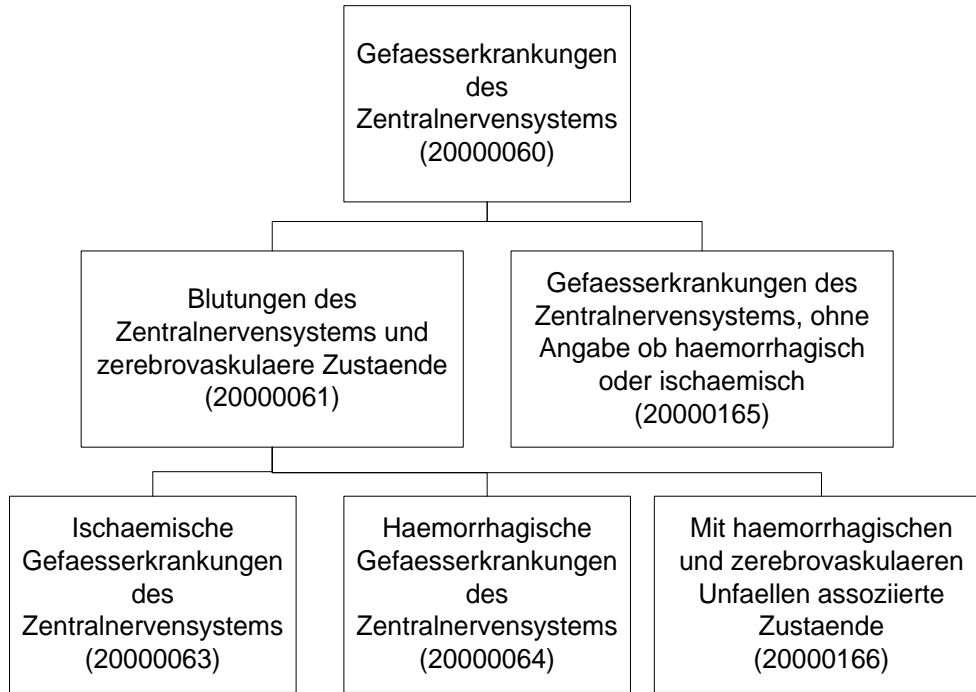 Gefaesserkrankungen
des
Zentralnervensystems
(20000060)
Blutungen des
Zentralnervensystems und
zerebrovaskulaere Zustaende
(20000061)
Gefaesserkrankungen des
Zentralnervensystems, ohne
Angabe ob haemorrhagisch
oder ischaemisch
(20000165)
Ischaemische
Gefaesserkrankungen
des
Zentralnervensystems
(20000063)
Haemorrhagische
Gefaesserkrankungen
des
Zentralnervensystems
(20000064)
Mit haemorrhagischen
und zerebrovaskulaeren
Unfaellen assoziierte
Zustaende
(20000166)